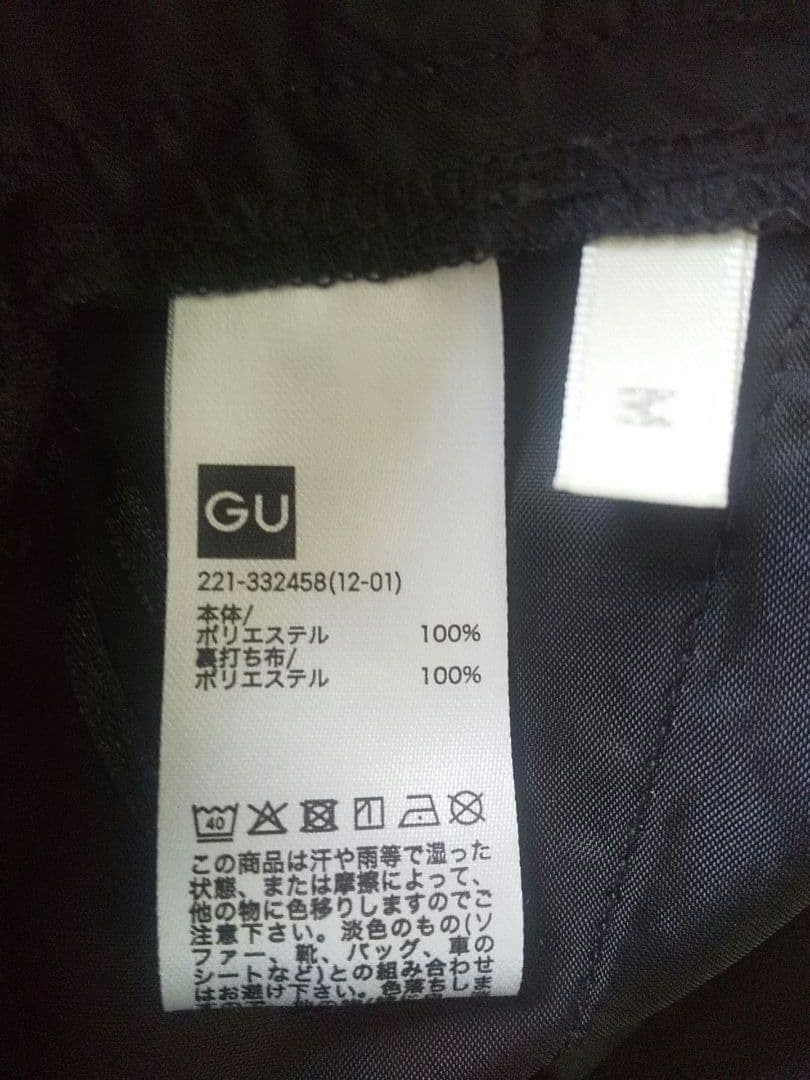 M
GU
221-332458(12-01)
本体/
ポリエステル 100%
裏打ち布/
ポリエステル 100%
40
この商品は汗や雨等で湿った
状態、または摩擦によって、
他の物に色移りしますのでご
注意下さい。淡色のもの(ソ
ファー、靴、バッグ、車の
シートなど)との組み合わせ
はお避け下さい。色落ちしま